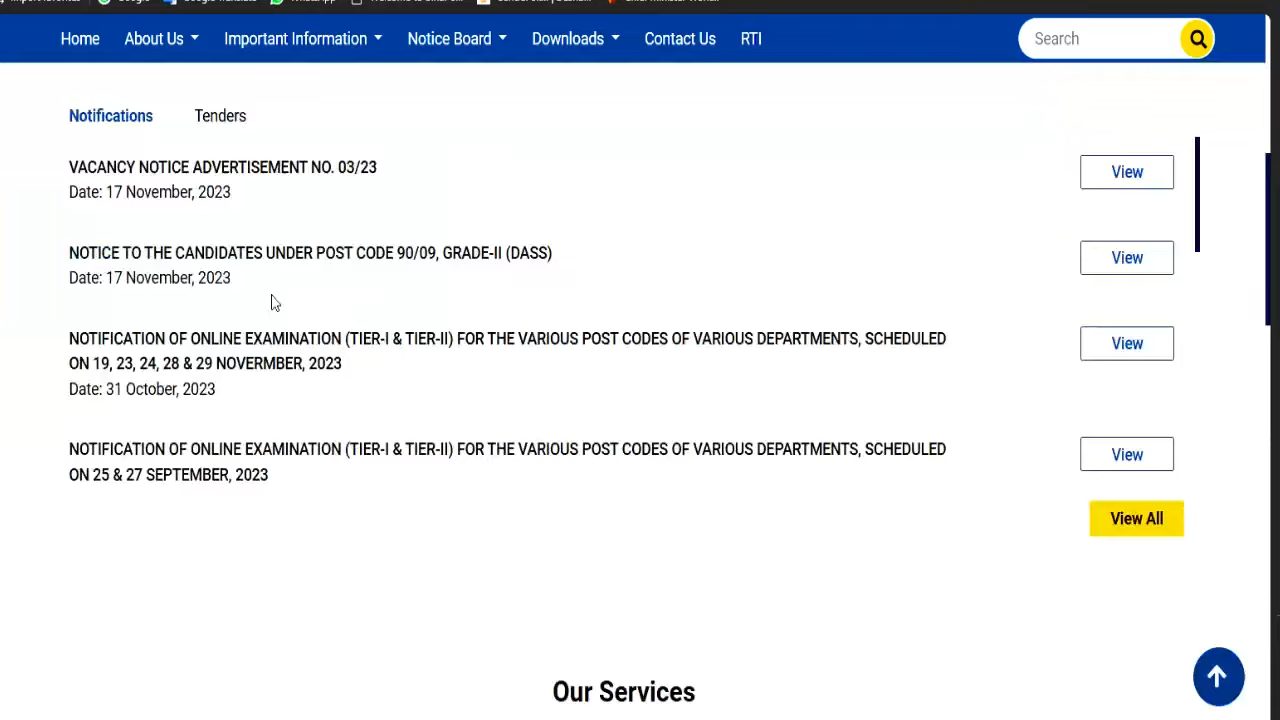 Home About Us Important Information Notice Board Downloads Contact Us RTI Search
Notifications Tenders
VACANCY NOTICE ADVERTISEMENT NO. 03/23
View
Date: 17 November, 2023
NOTICE TO THE CANDIDATES UNDER POST CODE 90/09, GRADE-II (DASS)
View
Date: 17 November, 2023
NOTIFICATION OF ONLINE EXAMINATION (TIER-I & TIER-II) FOR THE VARIOUS POST CODES OF VARIOUS DEPARTMENTS, SCHEDULED
View
ON 19, 23, 24, 28 & 29 NOVERMBER, 2023
Date: 31 October, 2023
NOTIFICATION OF ONLINE EXAMINATION (TIER-I & TIER-II) FOR THE VARIOUS POST CODES OF VARIOUS DEPARTMENTS, SCHEDULED
View
ON 25 & 27 SEPTEMBER, 2023
View All
Our Services